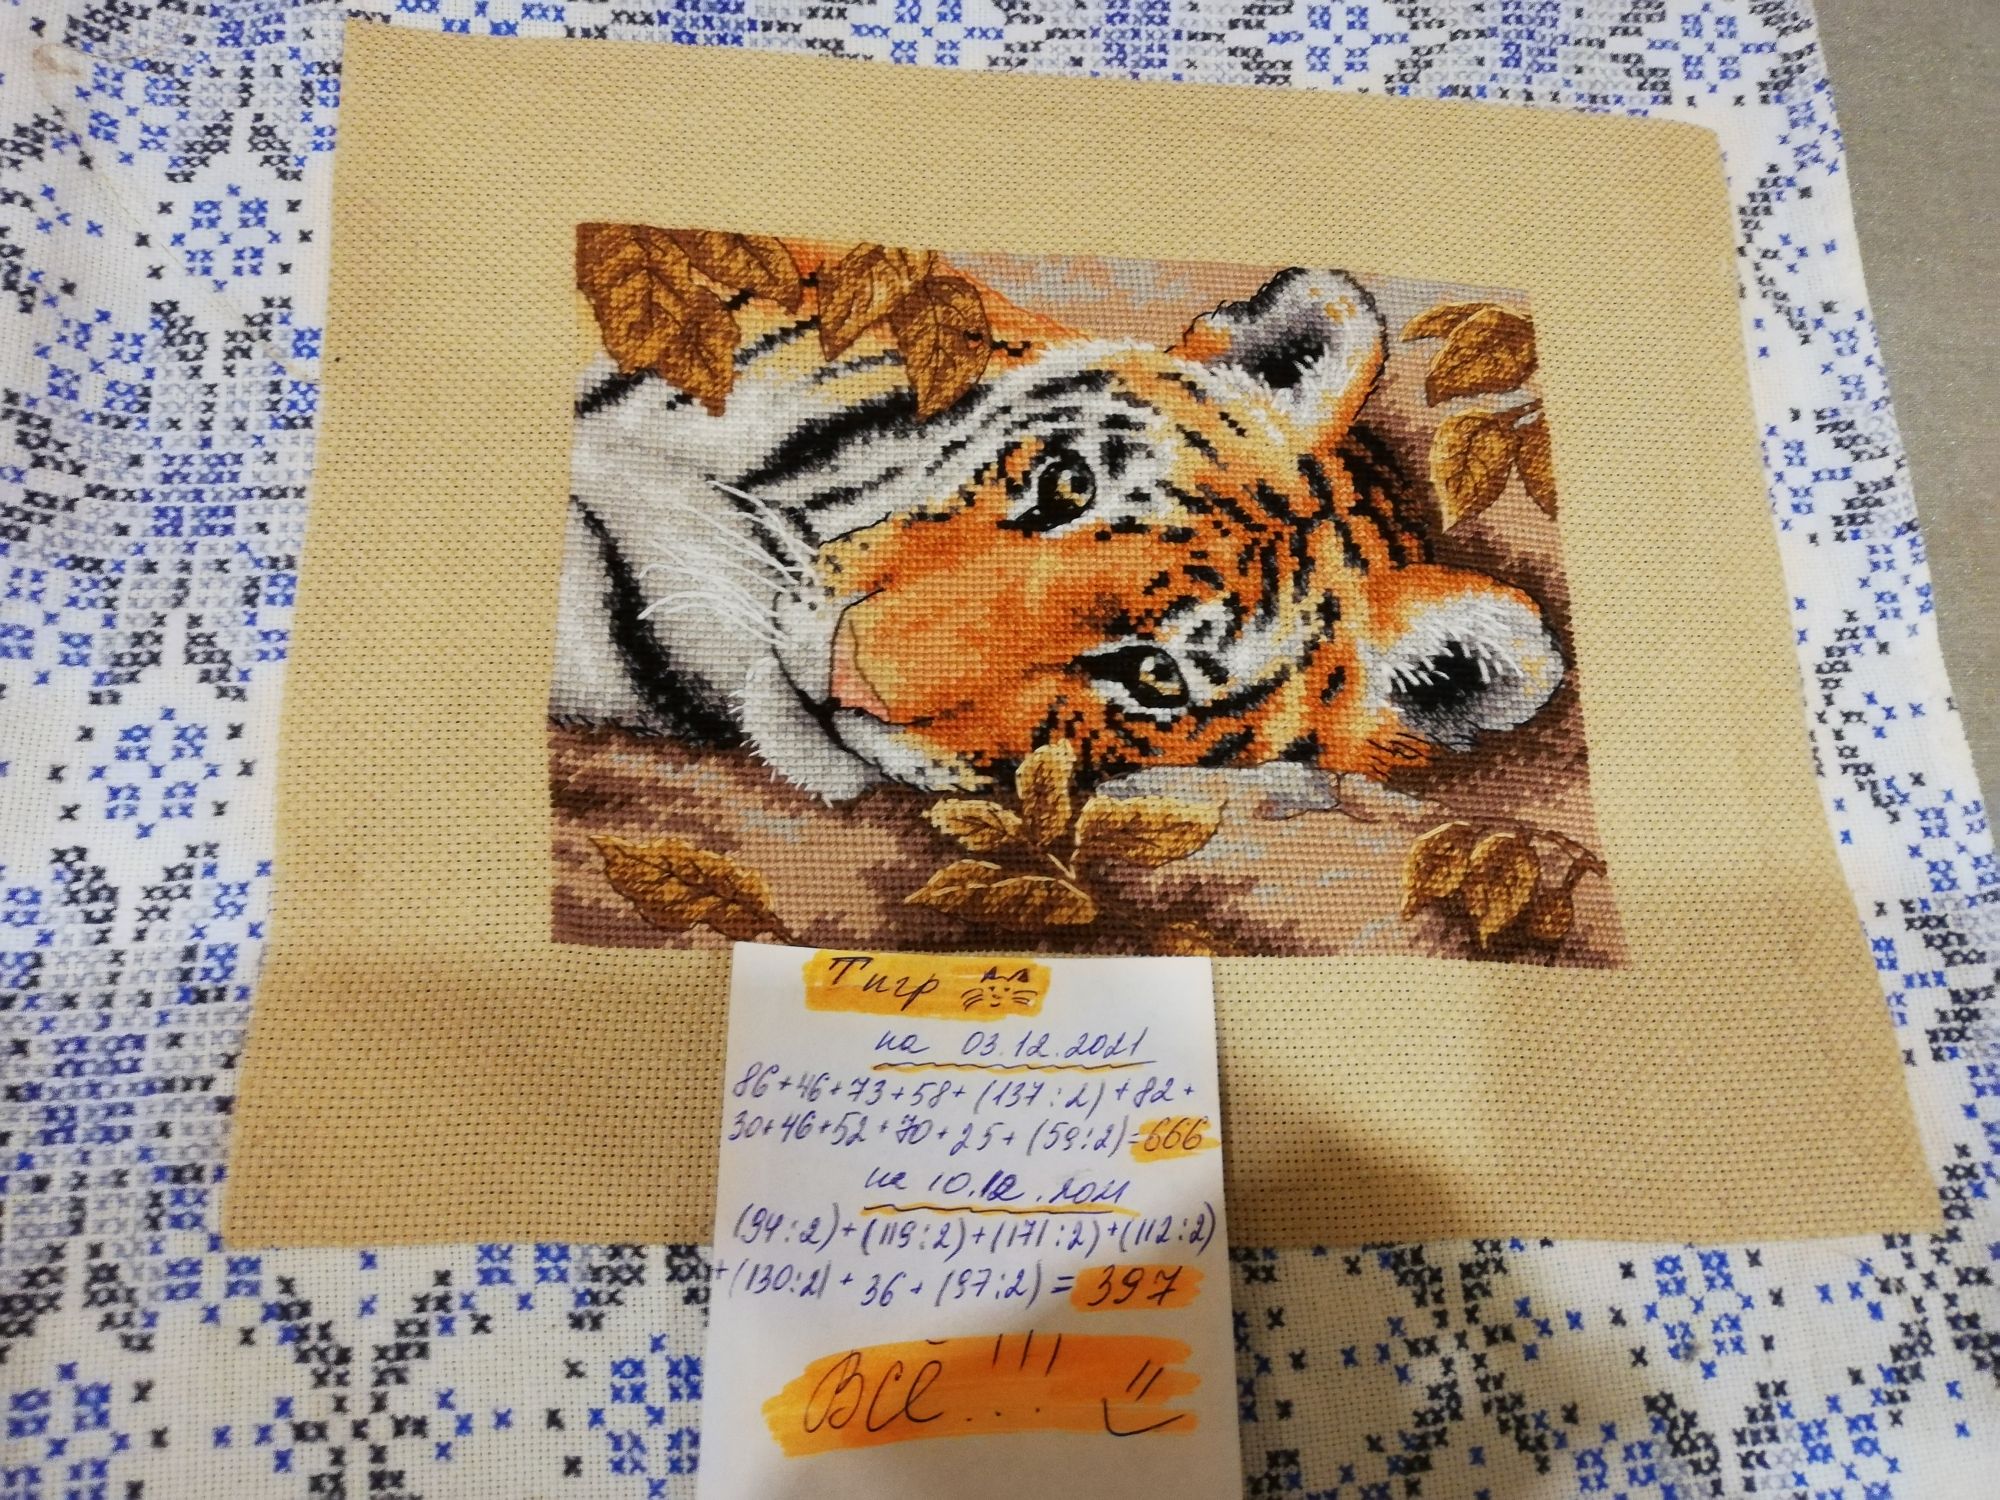 Тигр
на 03.12.2021
86+46+73+58+(137:2)+82+
30+46+52+70+25+(59:2)=666
на 10.12.2021
(94:2)+(119:2)+(171:2)+(112:2)
+(130:2)+36+(97:2)=397
ВСЁ...!!!